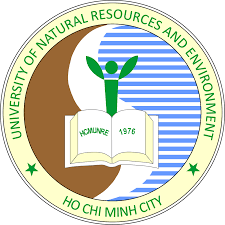 UNIVERSITY OF NATURAL RESOURCES AND ENVIRONMENT
HCMUNRE 1976
HO CHI MINH CITY